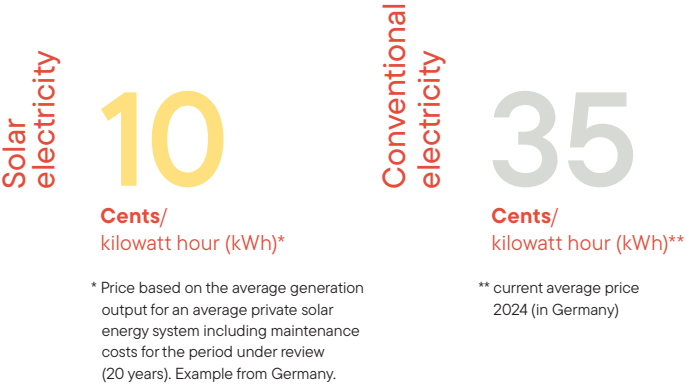 Solar
electricity
10
Cents/
kilowatt hour (kWh)*
* Price based on the average generation
output for an average private solar
energy system including maintenance
costs for the period under review
(20 years). Example from Germany.
Conventional
electricity
35
Cents/
kilowatt hour (kWh)**
** current average price
2024 (in Germany)